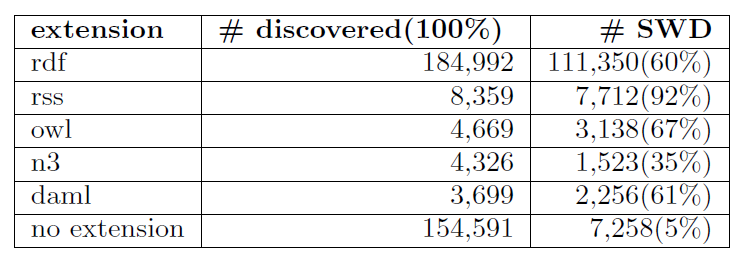 extension # discovered(100%) # SWD
rdf 184,992 111,350(60%)
rss 8,359 7,712(92%)
owl 4,669 3,138(67%)
n3 4,326 1,523(35%)
daml 3,699 2,256(61%)
no extension 154,591 7,258(5%)